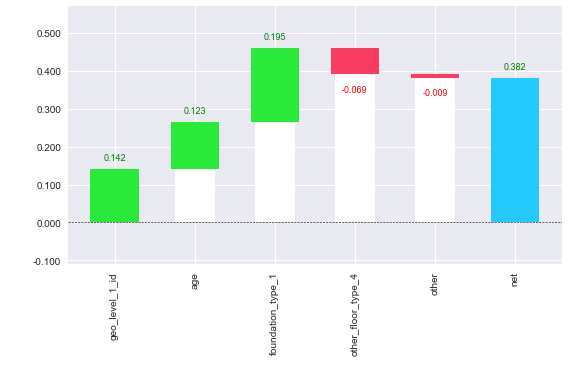 0.500
0.400
0.300
0.200
0.100
0.000
-0.100
0.142
0.123
0.195
-0.069
-0.009
0.382
geo_level_1_id
age
foundation_type_1
other_floor_type_4
other
net